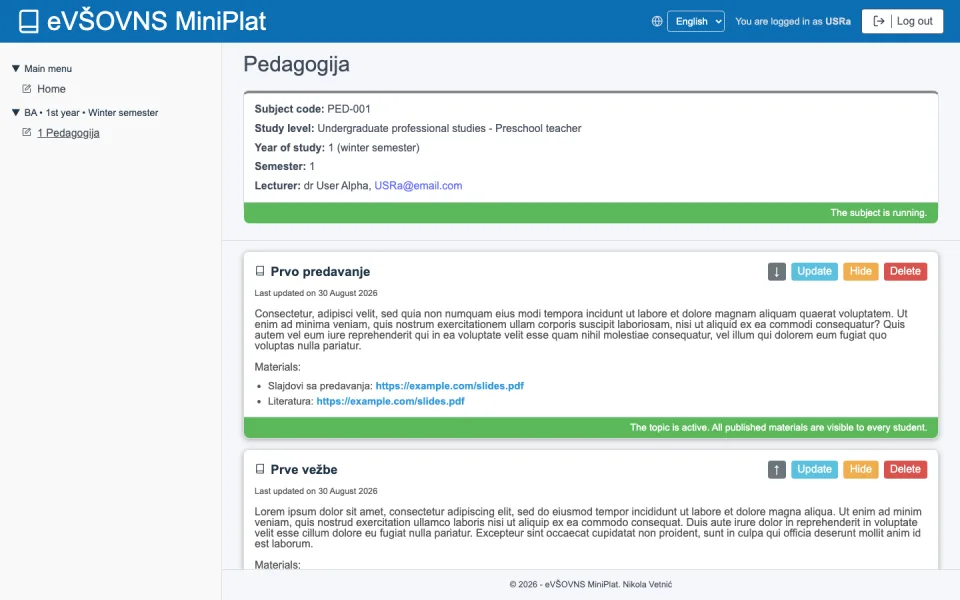 eVŠOVNS MiniPlat
English
You are logged in as USRa
Log out
Main menu
Home
BA • 1st year • Winter semester
1 Pedagogija
Pedagogija
Subject code: PED-001
Study level: Undergraduate professional studies - Preschool teacher
Year of study: 1 (winter semester)
Semester: 1
Lecturer: dr User Alpha, USRa@email.com
The subject is running.
Prvo predavanje
↓ Update Hide Delete
Last updated on 30 August 2026
Consectetur, adipisci velit, sed quia non numquam eius modi tempora incidunt ut labore et dolore magnam aliquam quaerat voluptatem. Ut
enim ad minima veniam, quis nostrum exercitationem ullam corporis suscipit laboriosam, nisi ut aliquid ex ea commodi consequatur? Quis
autem vel eum iure reprehenderit qui in ea voluptate velit esse quam nihil molestiae consequatur, vel illum qui dolorem eum fugiat quo
voluptas nulla pariatur.
Materials:
• Slajdovi sa predavanja: https://example.com/slides.pdf
• Literatura: https://example.com/slides.pdf
The topic is active. All published materials are visible to every student.
Prve vežbe
↑ Update Hide Delete
Last updated on 30 August 2026
Lorem ipsum dolor sit amet, consectetur adipiscing elit, sed do eiusmod tempor incididunt ut labore et dolore magna aliqua. Ut enim ad minim
veniam, quis nostrud exercitation ullamco laboris nisi ut aliquip ex ea commodo consequat. Duis aute irure dolor in reprehenderit in voluptate
velit esse cillum dolore eu fugiat nulla pariatur. Excepteur sint occaecat cupidatat non proident, sunt in culpa qui officia deserunt mollit anim id
est laborum.
Materials:
© 2026 - eVŠOVNS MiniPlat. Nikola Vetnić